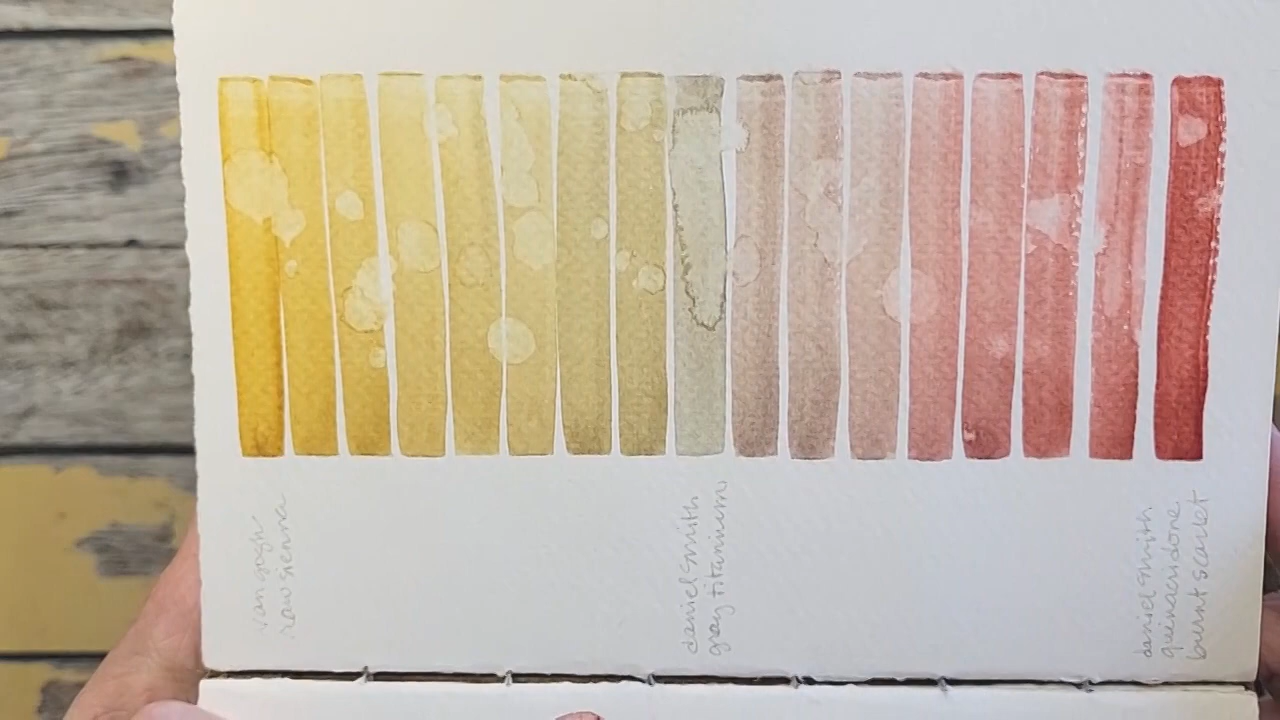 van gogh
raw sienna
daniel smith
gray titanium
daniel smith
quinacridone
burnt scarlet